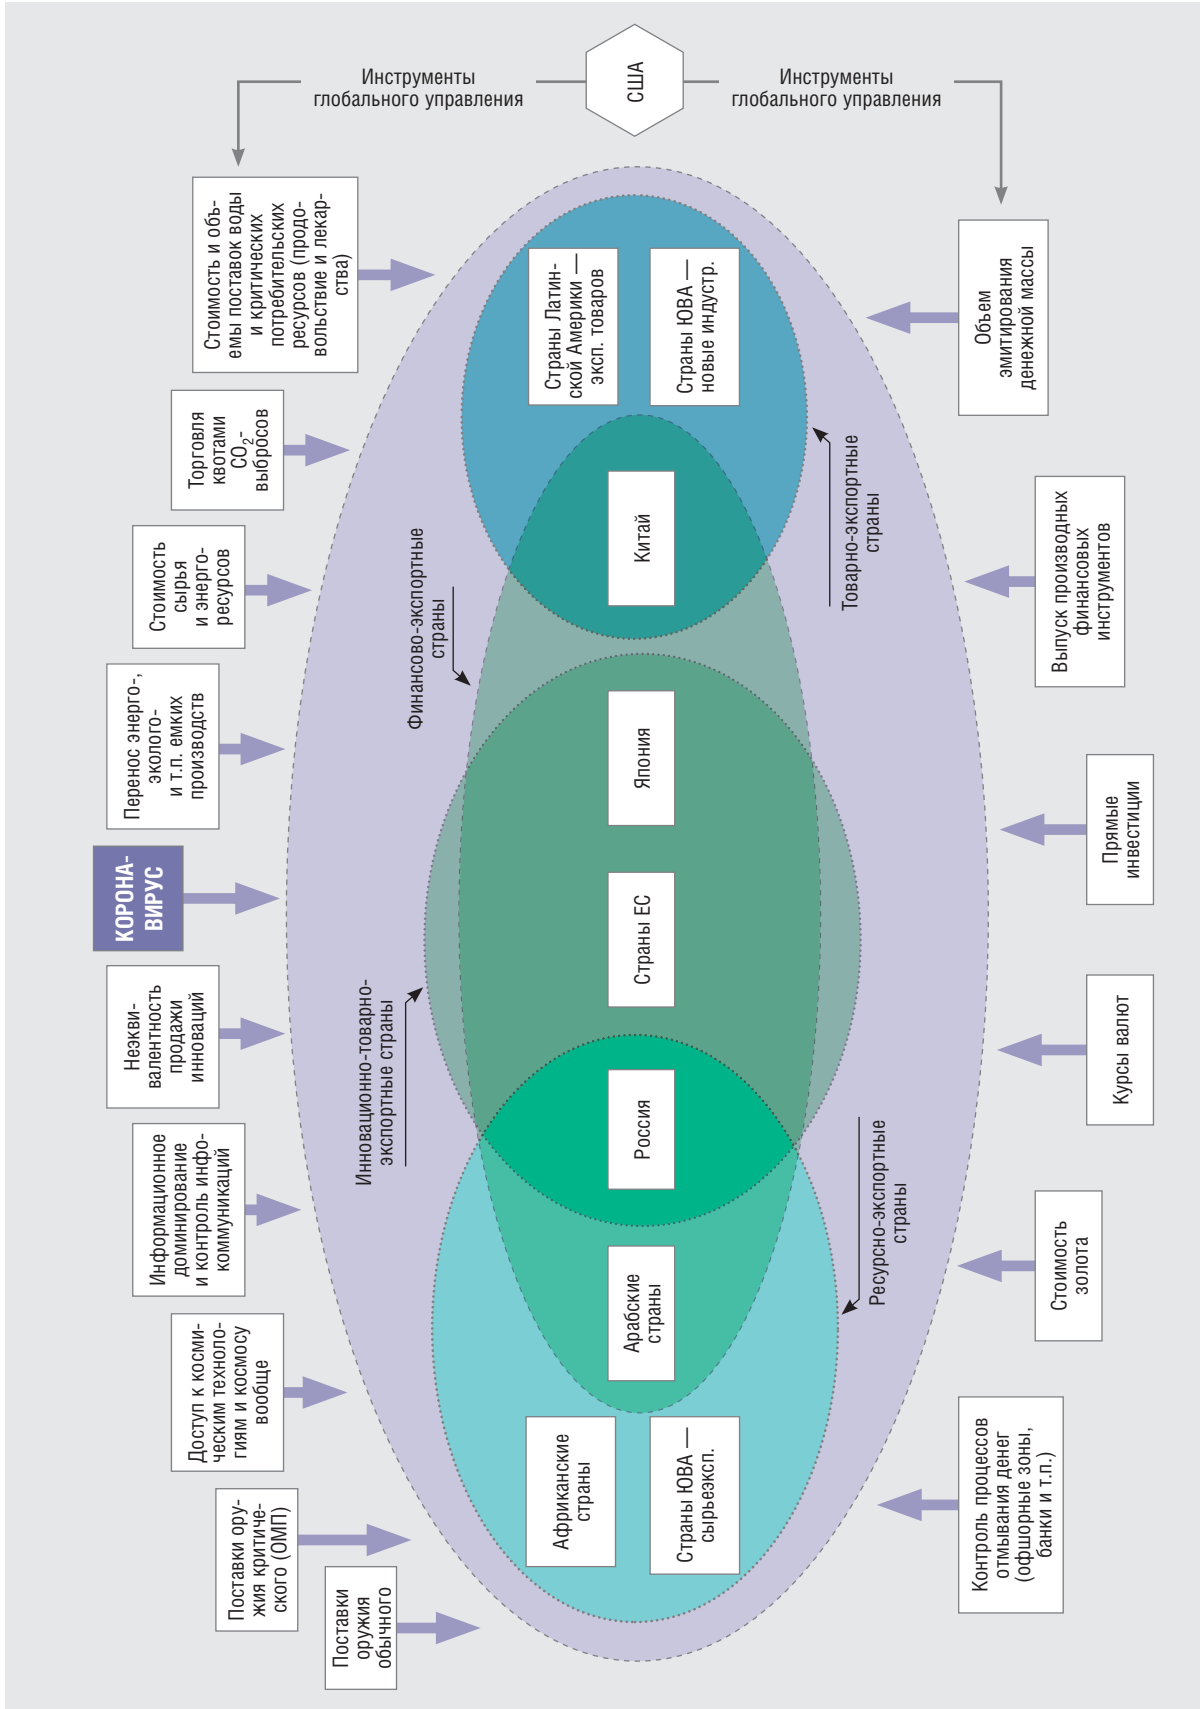 США
Инструменты
глобального управления
Инструменты
глобального управления
Поставки
оружия
обычного
Поставки ору-
жия критиче-
ского (ОМП)
Доступ к косми-
ческим техноло-
гиям и космосу
вообще
Информационное
доминирование
и контроль инфо-
коммуникаций
Неэкви-
валентность
продажи
инноваций
КОРОНА-
ВИРУС
Перенос энерго-,
эколого-
и т.п. емких
производств
Стоимость
сырья
и энерго-
ресурсов
Торговля
квотами
CO2-
выбросов
Стоимость и объ-
емы поставок воды
и критических
потребительских
ресурсов (продо-
вольствие и лекар-
ства)
Инновационно-товарно-
экспортные страны
Финансово-экспортные
страны
Африканские
страны
Страны ЮВА —
сырьеэксп.
Арабские
страны
Россия
Страны ЕС
Япония
Китай
Страны Латин-
ской Америки —
эксп. товаров
Страны ЮВА —
новые индустр.
Ресурсно-экспортные
страны
Товарно-экспортные
страны
Контроль процессов
отмывания денег
(офшорные зоны,
банки и т.п.)
Стоимость
золота
Курсы валют
Прямые
инвестиции
Выпуск производных
финансовых
инструментов
Объем
эмитирования
денежной массы